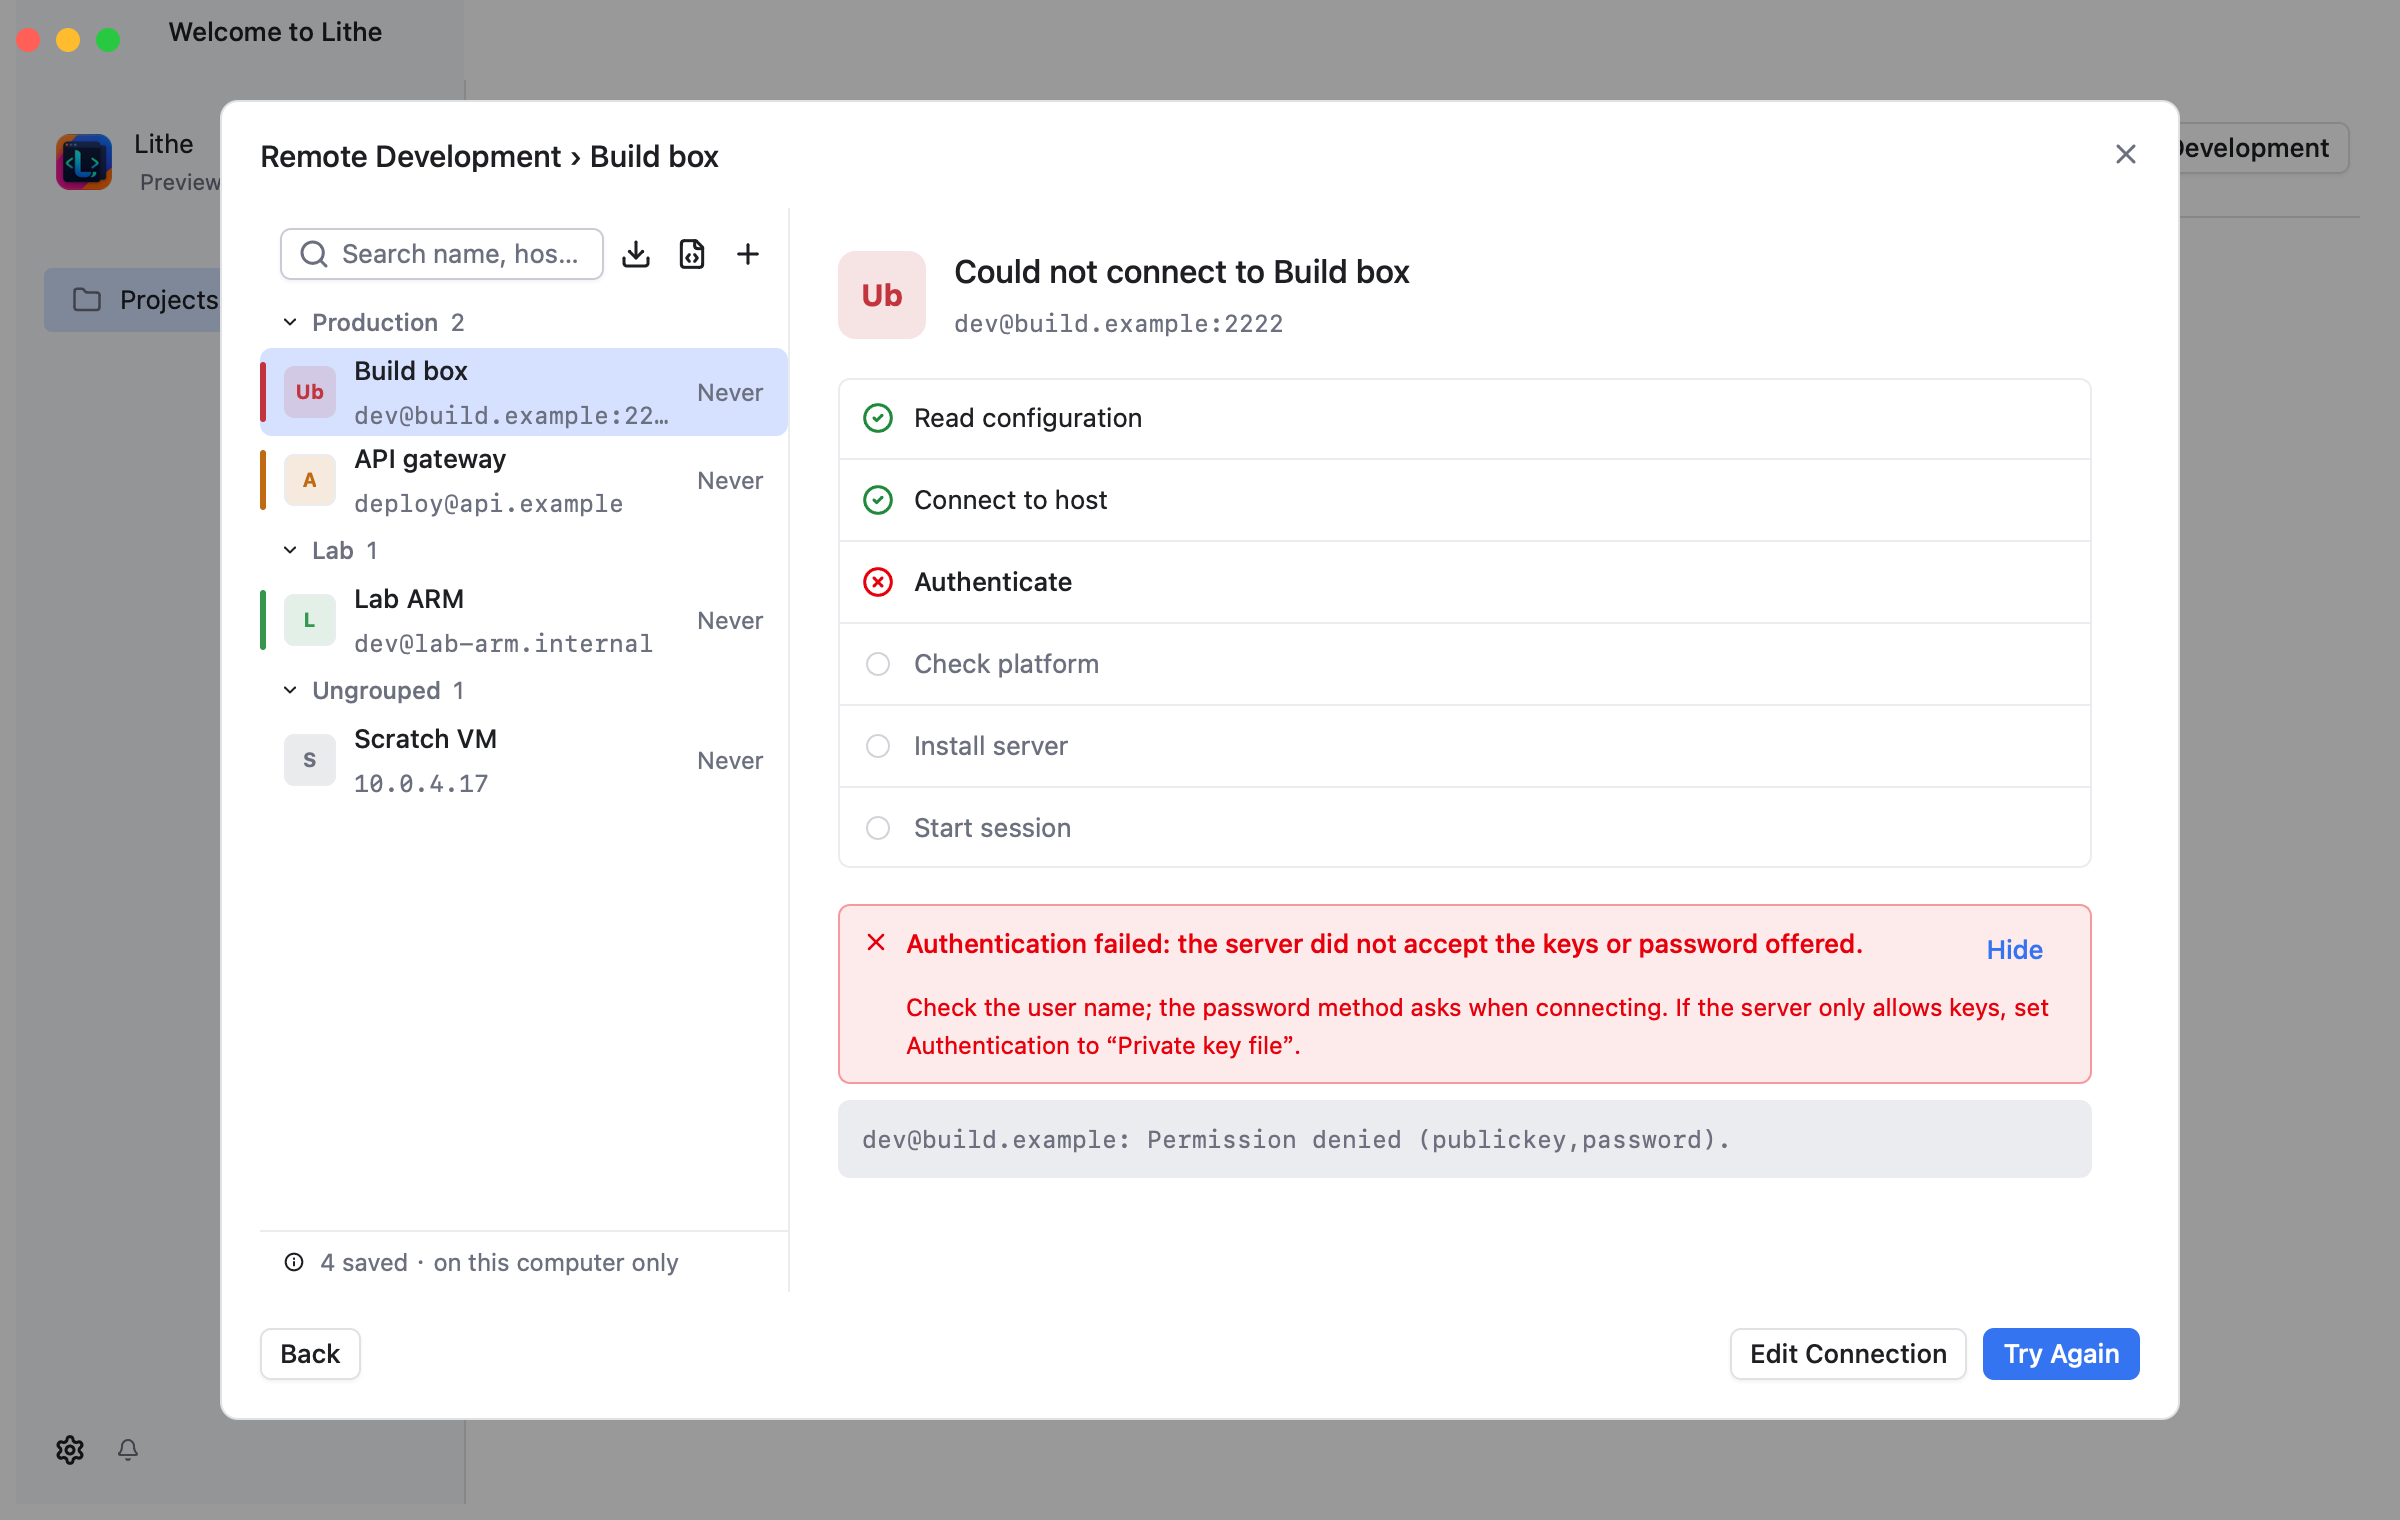 Welcome to Lithe
Lithe
Preview
Projects
Development
Remote Development › Build box
Search name, hos...
Production 2
Ub
Build box
dev@build.example:22…
Never
A
API gateway
deploy@api.example
Never
Lab 1
L
Lab ARM
dev@lab-arm.internal
Never
Ungrouped 1
S
Scratch VM
10.0.4.17
Never
4 saved · on this computer only
Ub
Could not connect to Build box
dev@build.example:2222
Read configuration
Connect to host
Authenticate
Check platform
Install server
Start session
Authentication failed: the server did not accept the keys or password offered.
Hide
Check the user name; the password method asks when connecting. If the server only allows keys, set
Authentication to “Private key file”.
dev@build.example: Permission denied (publickey,password).
Back
Edit Connection
Try Again